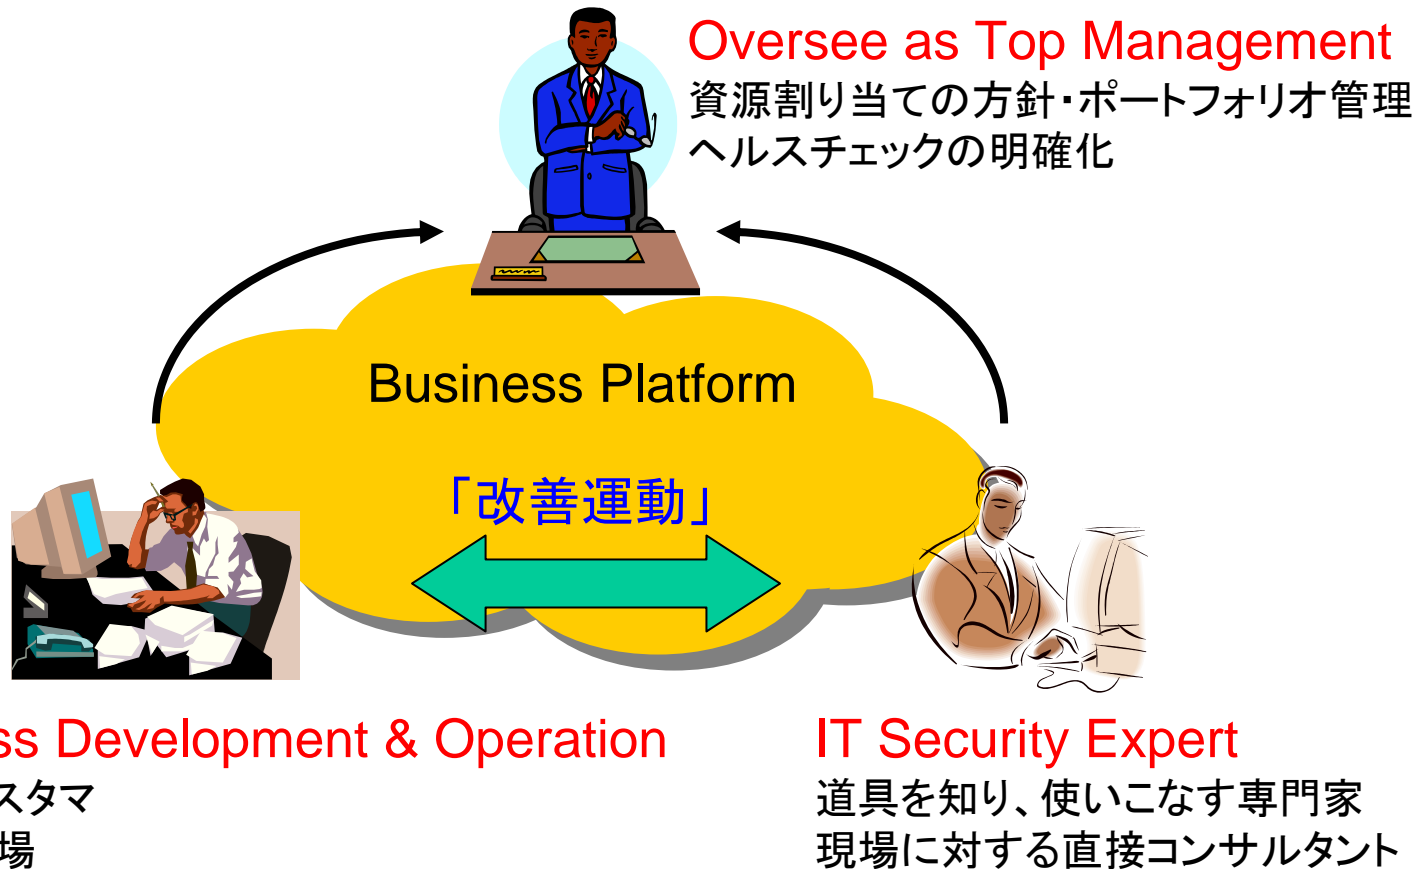 Oversee as Top Management
資源割り当ての方針・ポートフォリオ管理
ヘルスチェックの明確化
Business Platform
「改善運動」
ss Development & Operation
スタマ
場
IT Security Expert
道具を知り、使いこなす専門家
現場に対する直接コンサルタント